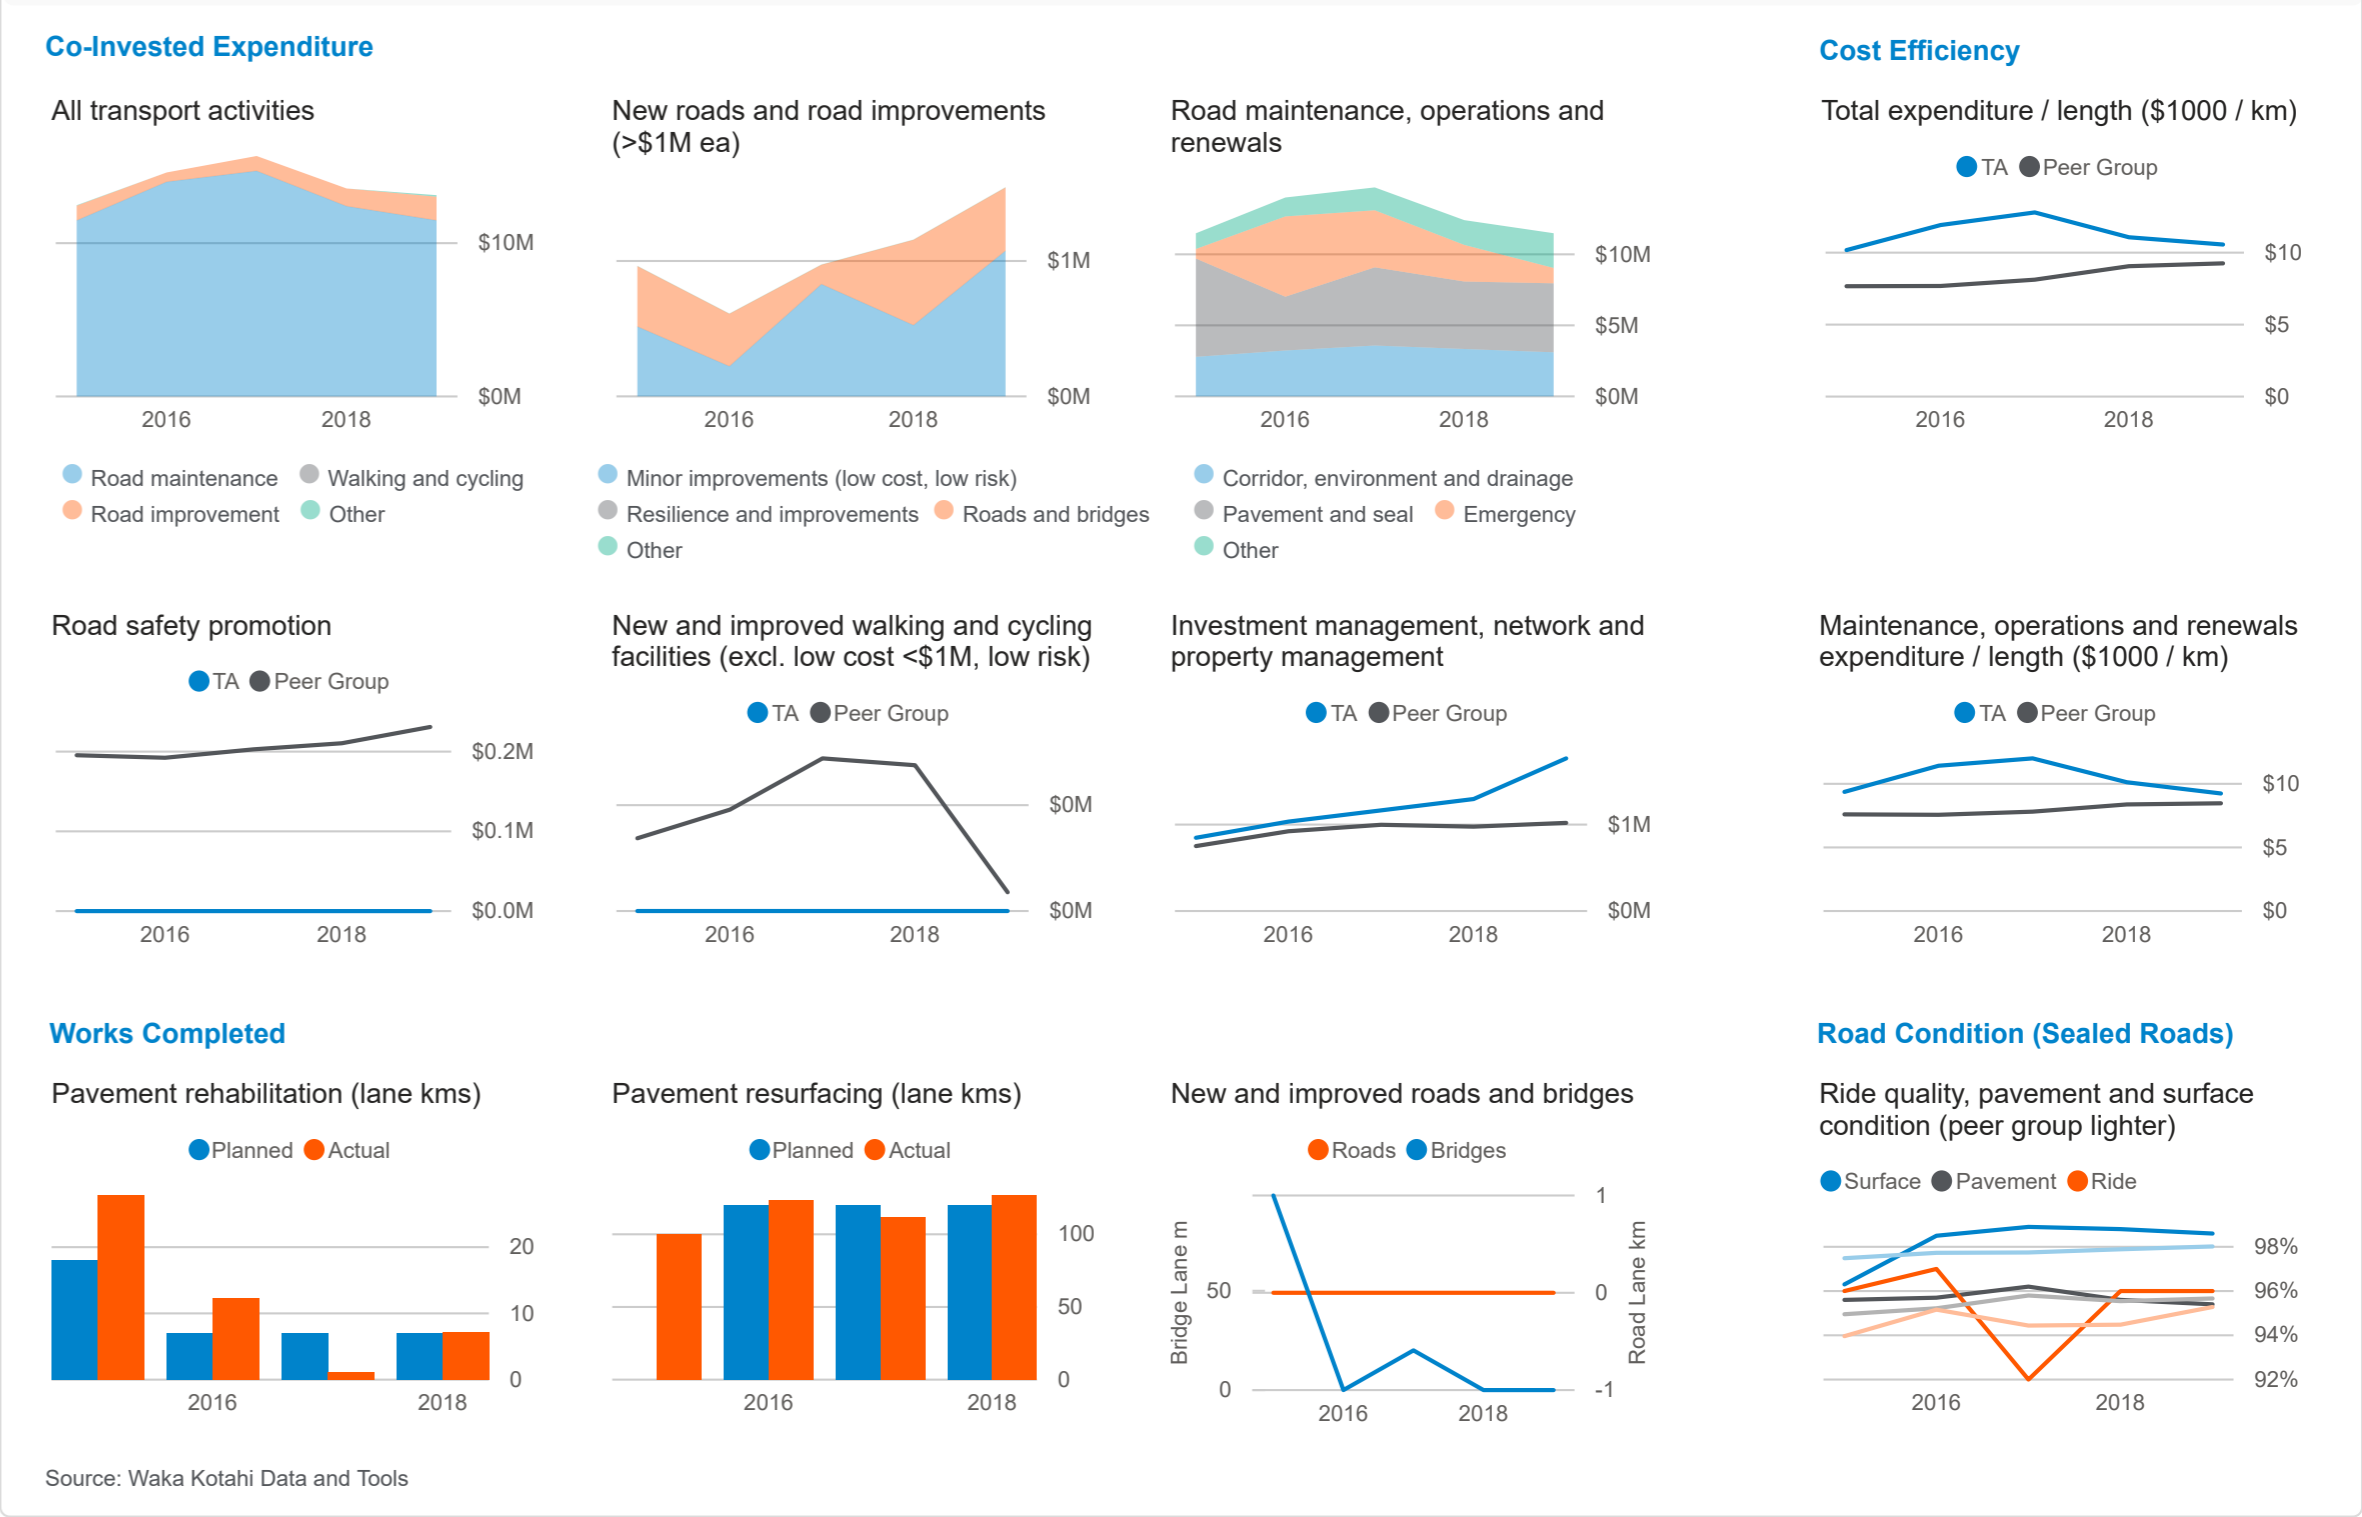 Co-Invested Expenditure
Cost Efficiency
All transport activities
$10M
$0M
2016 2018
Road maintenance Walking and cycling
Road improvement Other
New roads and road improvements
(>$1M ea)
$1M
$0M
2016 2018
Minor improvements (low cost, low risk)
Resilience and improvements Roads and bridges
Other
Road maintenance, operations and
renewals
$10M
$5M
$0M
2016 2018
Corridor, environment and drainage
Pavement and seal Emergency
Other
Total expenditure / length ($1000 / km)
TA Peer Group
$10
$5
$0
2016 2018
Road safety promotion
TA Peer Group
$0.2M
$0.1M
$0.0M
2016 2018
New and improved walking and cycling
facilities (excl. low cost <$1M, low risk)
TA Peer Group
$0M
$0M
2016 2018
Investment management, network and
property management
TA Peer Group
$1M
$0M
2016 2018
Maintenance, operations and renewals
expenditure / length ($1000 / km)
TA Peer Group
$10
$5
$0
2016 2018
Works Completed
Road Condition (Sealed Roads)
Pavement rehabilitation (lane kms)
Planned Actual
20
10
0
2016 2018
Pavement resurfacing (lane kms)
Planned Actual
100
50
0
2016 2018
New and improved roads and bridges
Roads Bridges
Bridge Lane m
50
0
1
0
-1
Road Lane km
2016 2018
Ride quality, pavement and surface
condition (peer group lighter)
Surface Pavement Ride
98%
96%
94%
92%
2016 2018
Source: Waka Kotahi Data and Tools